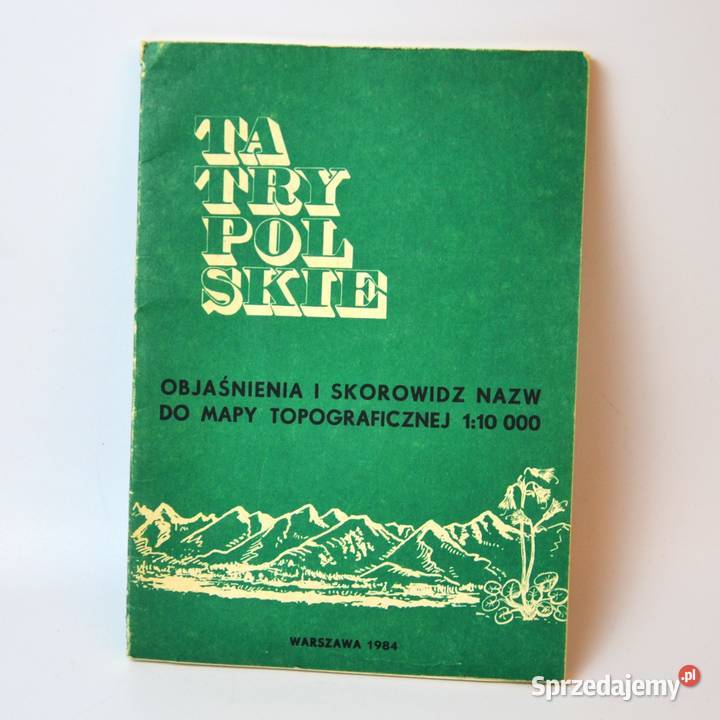 TA
TRY
POL
SKIE
OBJAŚNIENIA I SKOROWIDZ NAZW
DO MAPY TOPOGRAFICZNEJ 1:10 000
WARSZAWA 1984
Sprzedajemy.pl